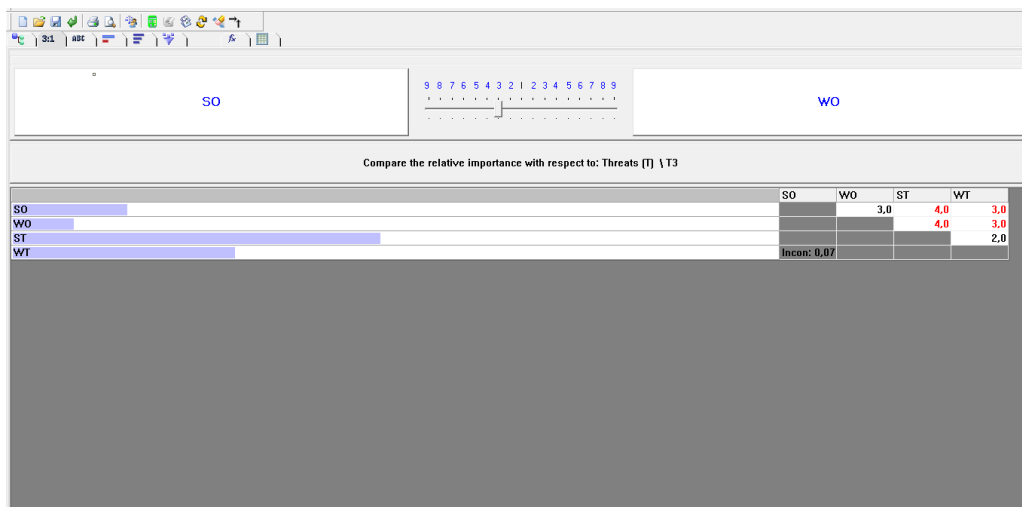 3:1 ABC fx
9 8 7 6 5 4 3 2 1 2 3 4 5 6 7 8 9
SO WO
Compare the relative importance with respect to: Threats (T) \ T3
SO WO ST WT
SO 3,0 4,0 3,0
WO 4,0 3,0
ST 2,0
WT Incon: 0,07